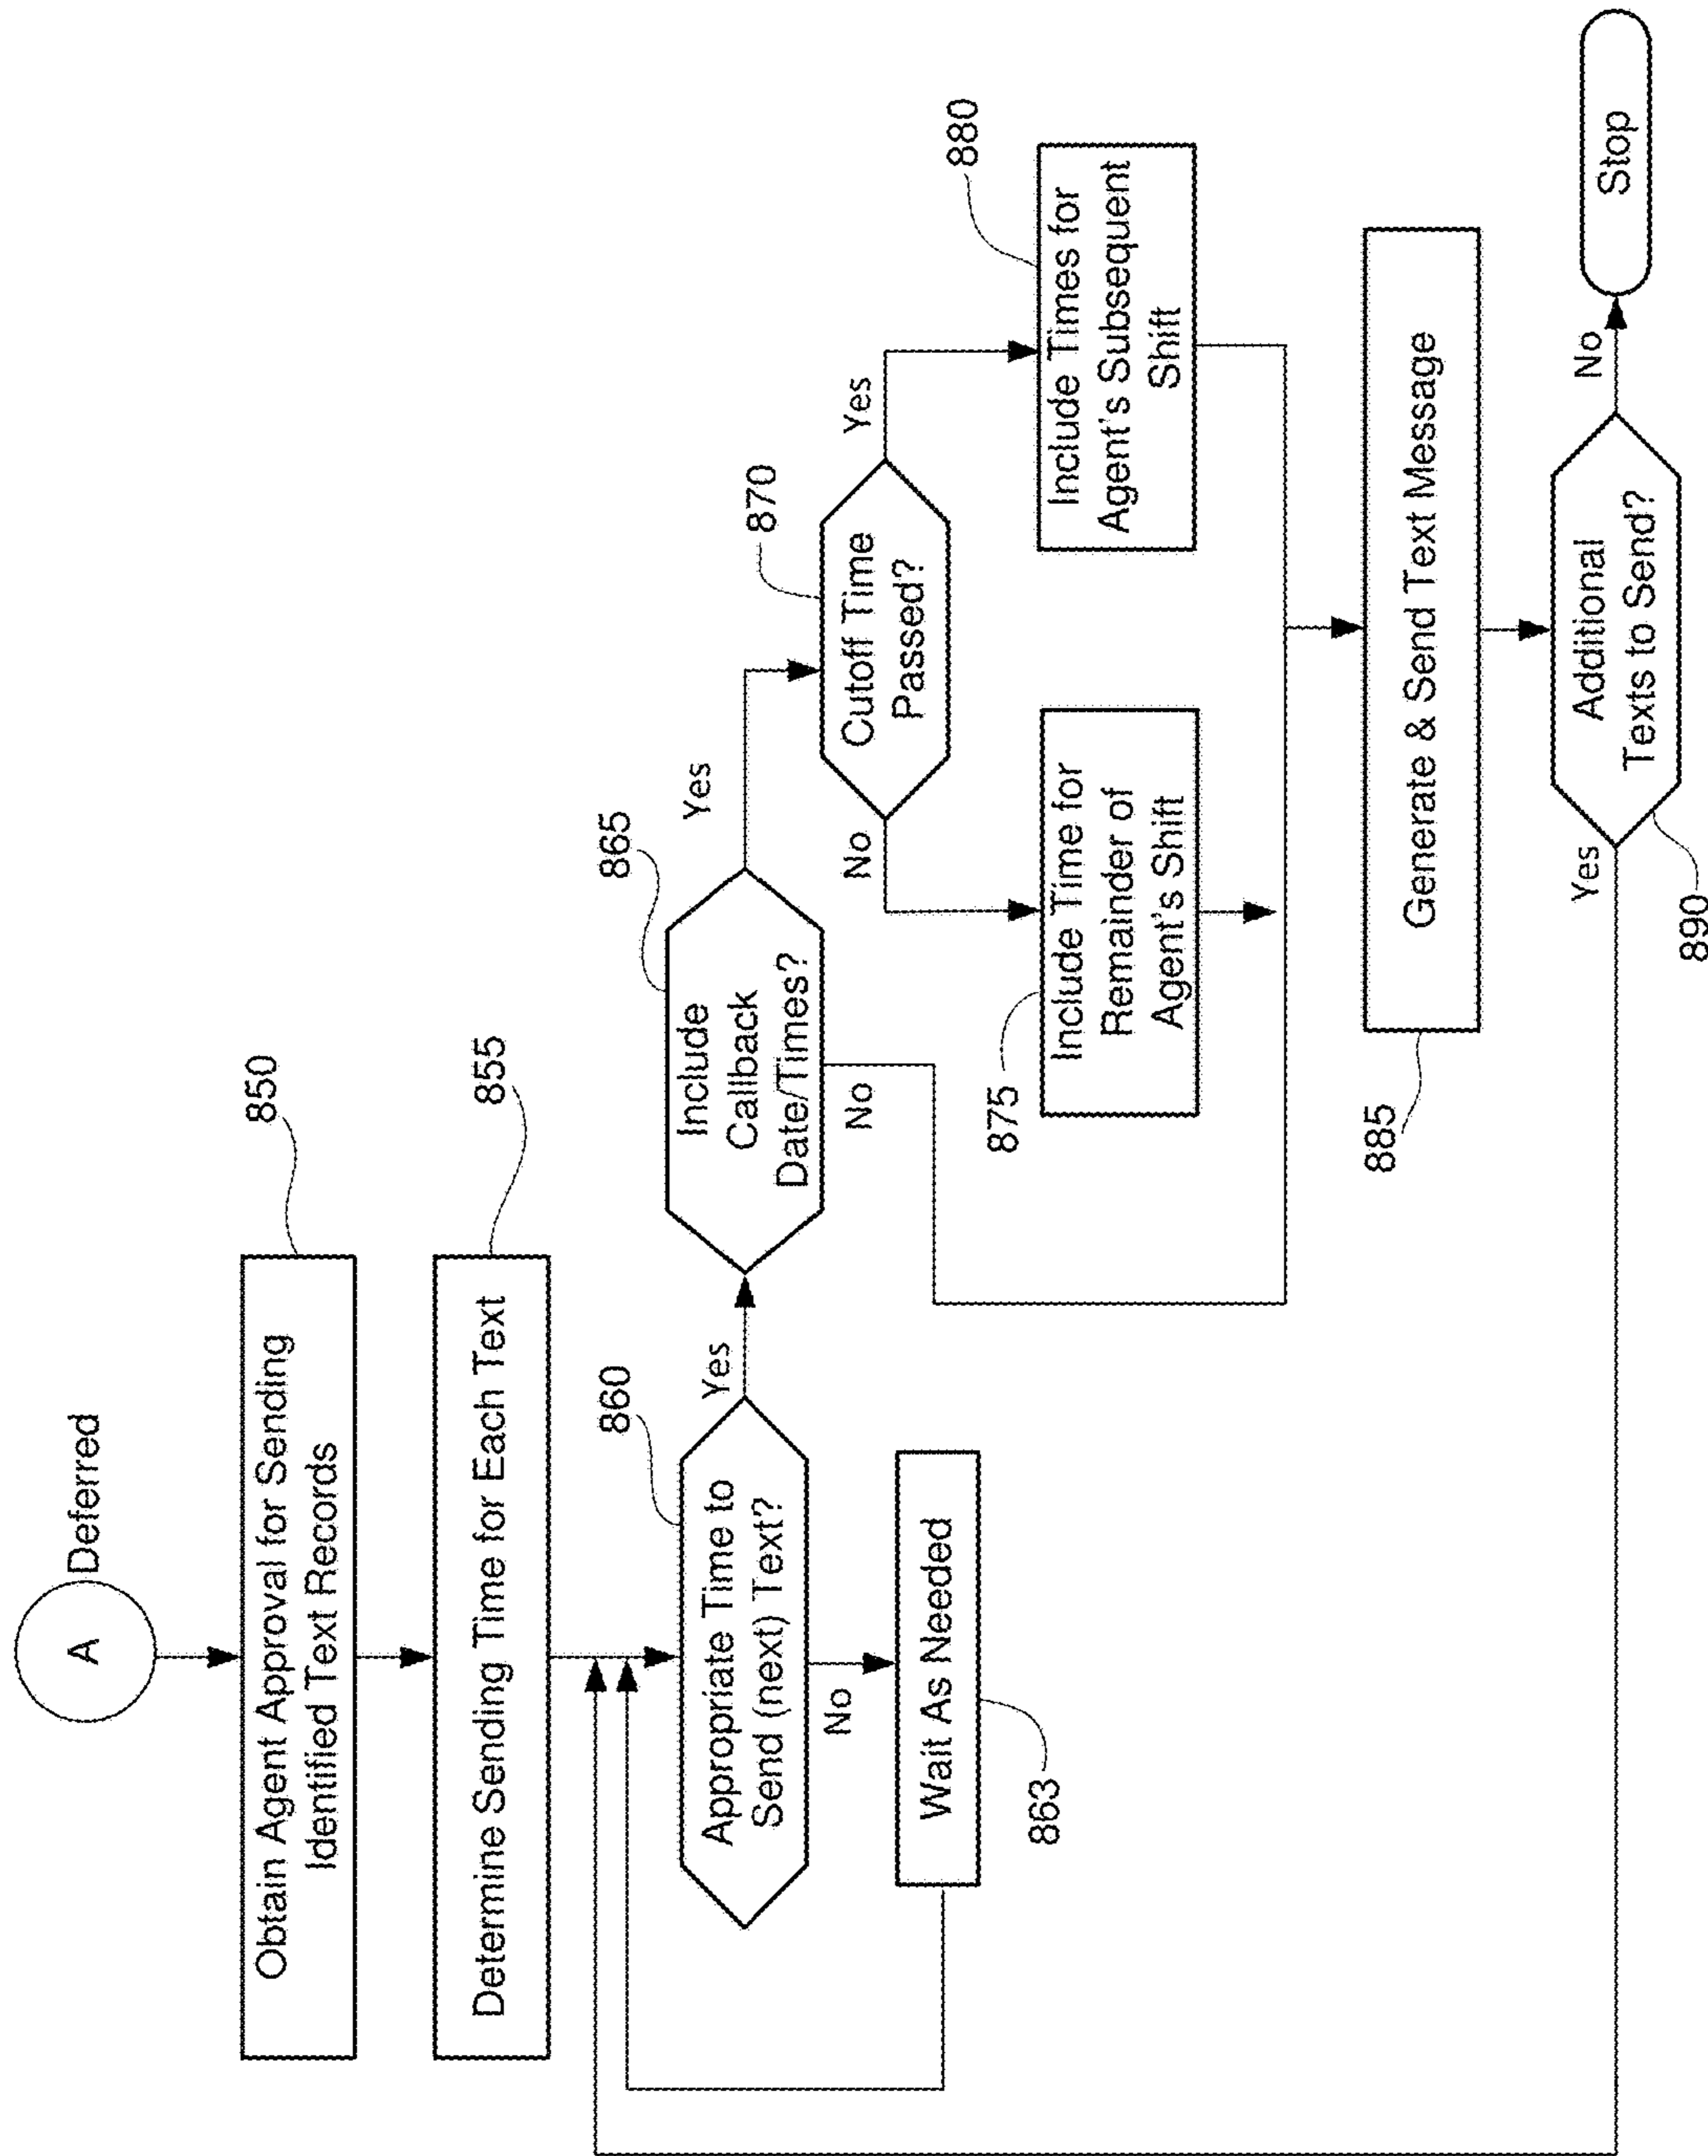 A
Deferred
850
Obtain Agent Approval for Sending
Identified Text Records
855
Determine Sending Time for Each Text
860
Appropriate Time to
Send (next) Text?
Yes
No
Wait As Needed
863
865
Include
Callback
Date/Times?
Yes
No
870
Cutoff Time
Passed?
No
Yes
875
Include Time for
Remainder of
Agent's Shift
880
Include Times for
Agent's Subsequent
Shift
885
Generate & Send Text Message
Additional
Texts to Send?
890
Yes
No
Stop